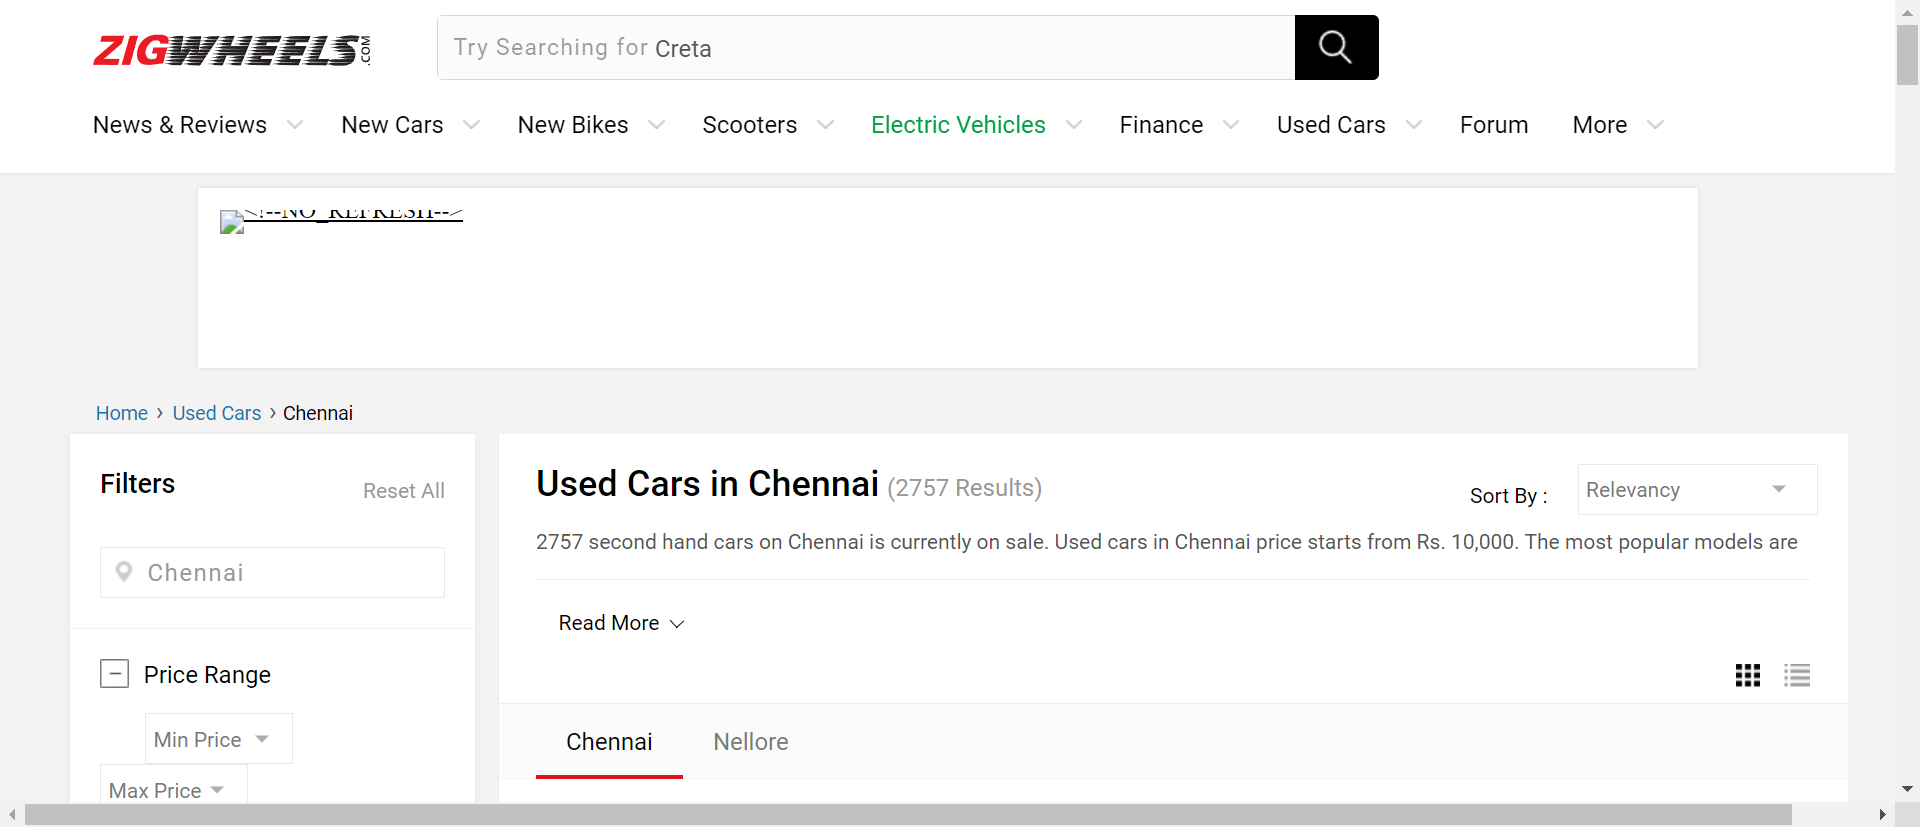 ZIGWHEELS.COM
Try Searching for Creta
News & Reviews New Cars New Bikes Scooters Electric Vehicles Finance Used Cars Forum More
<!--NO_REFRESH-->
Home › Used Cars › Chennai
Filters
Reset All
Chennai
Price Range
Min Price
Max Price
Used Cars in Chennai (2757 Results)
Sort By :
Relevancy
2757 second hand cars on Chennai is currently on sale. Used cars in Chennai price starts from Rs. 10,000. The most popular models are
Read More
Chennai Nellore